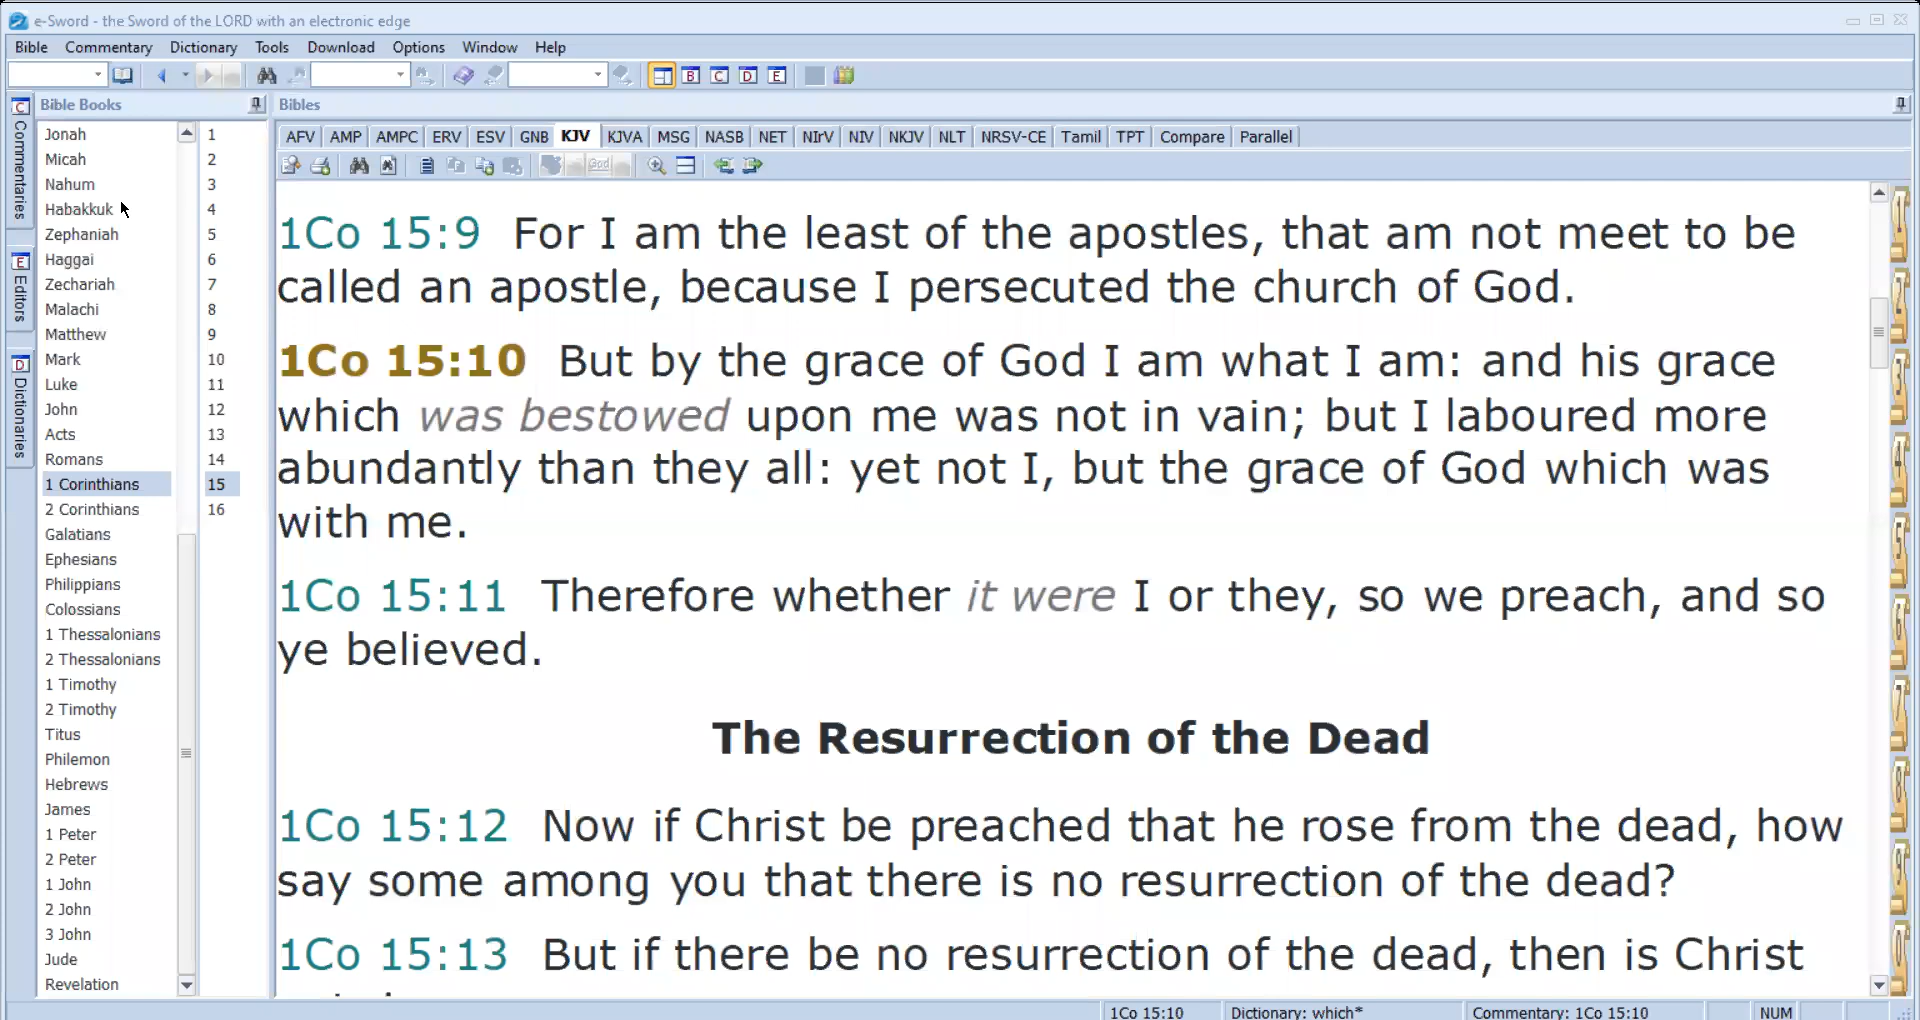 e-Sword - the Sword of the LORD with an electronic edge
Bible Commentary Dictionary Tools Download Options Window Help
B C D E
Bible Books
Bibles
C Commentaries
E Editors
D Dictionaries
Jonah
Micah
Nahum
Habakkuk
Zephaniah
Haggai
Zechariah
Malachi
Matthew
Mark
Luke
John
Acts
Romans
1 Corinthians
2 Corinthians
Galatians
Ephesians
Philippians
Colossians
1 Thessalonians
2 Thessalonians
1 Timothy
2 Timothy
Titus
Philemon
Hebrews
James
1 Peter
2 Peter
1 John
2 John
3 John
Jude
Revelation
1
2
3
4
5
6
7
8
9
10
11
12
13
14
15
16
AFV AMP AMPC ERV ESV GNB KJV KJVA MSG NASB NET NIrV NIV NKJV NLT NRSV-CE Tamil TPT Compare Parallel
God
1Co 15:9 For I am the least of the apostles, that am not meet to be
called an apostle, because I persecuted the church of God.
1Co 15:10 But by the grace of God I am what I am: and his grace
which was bestowed upon me was not in vain; but I laboured more
abundantly than they all: yet not I, but the grace of God which was
with me.
1Co 15:11 Therefore whether it were I or they, so we preach, and so
ye believed.
The Resurrection of the Dead
1Co 15:12 Now if Christ be preached that he rose from the dead, how
say some among you that there is no resurrection of the dead?
1Co 15:13 But if there be no resurrection of the dead, then is Christ
1
2
3
4
5
6
7
8
9
0
1Co 15:10 Dictionary: which* Commentary: 1Co 15:10 NUM